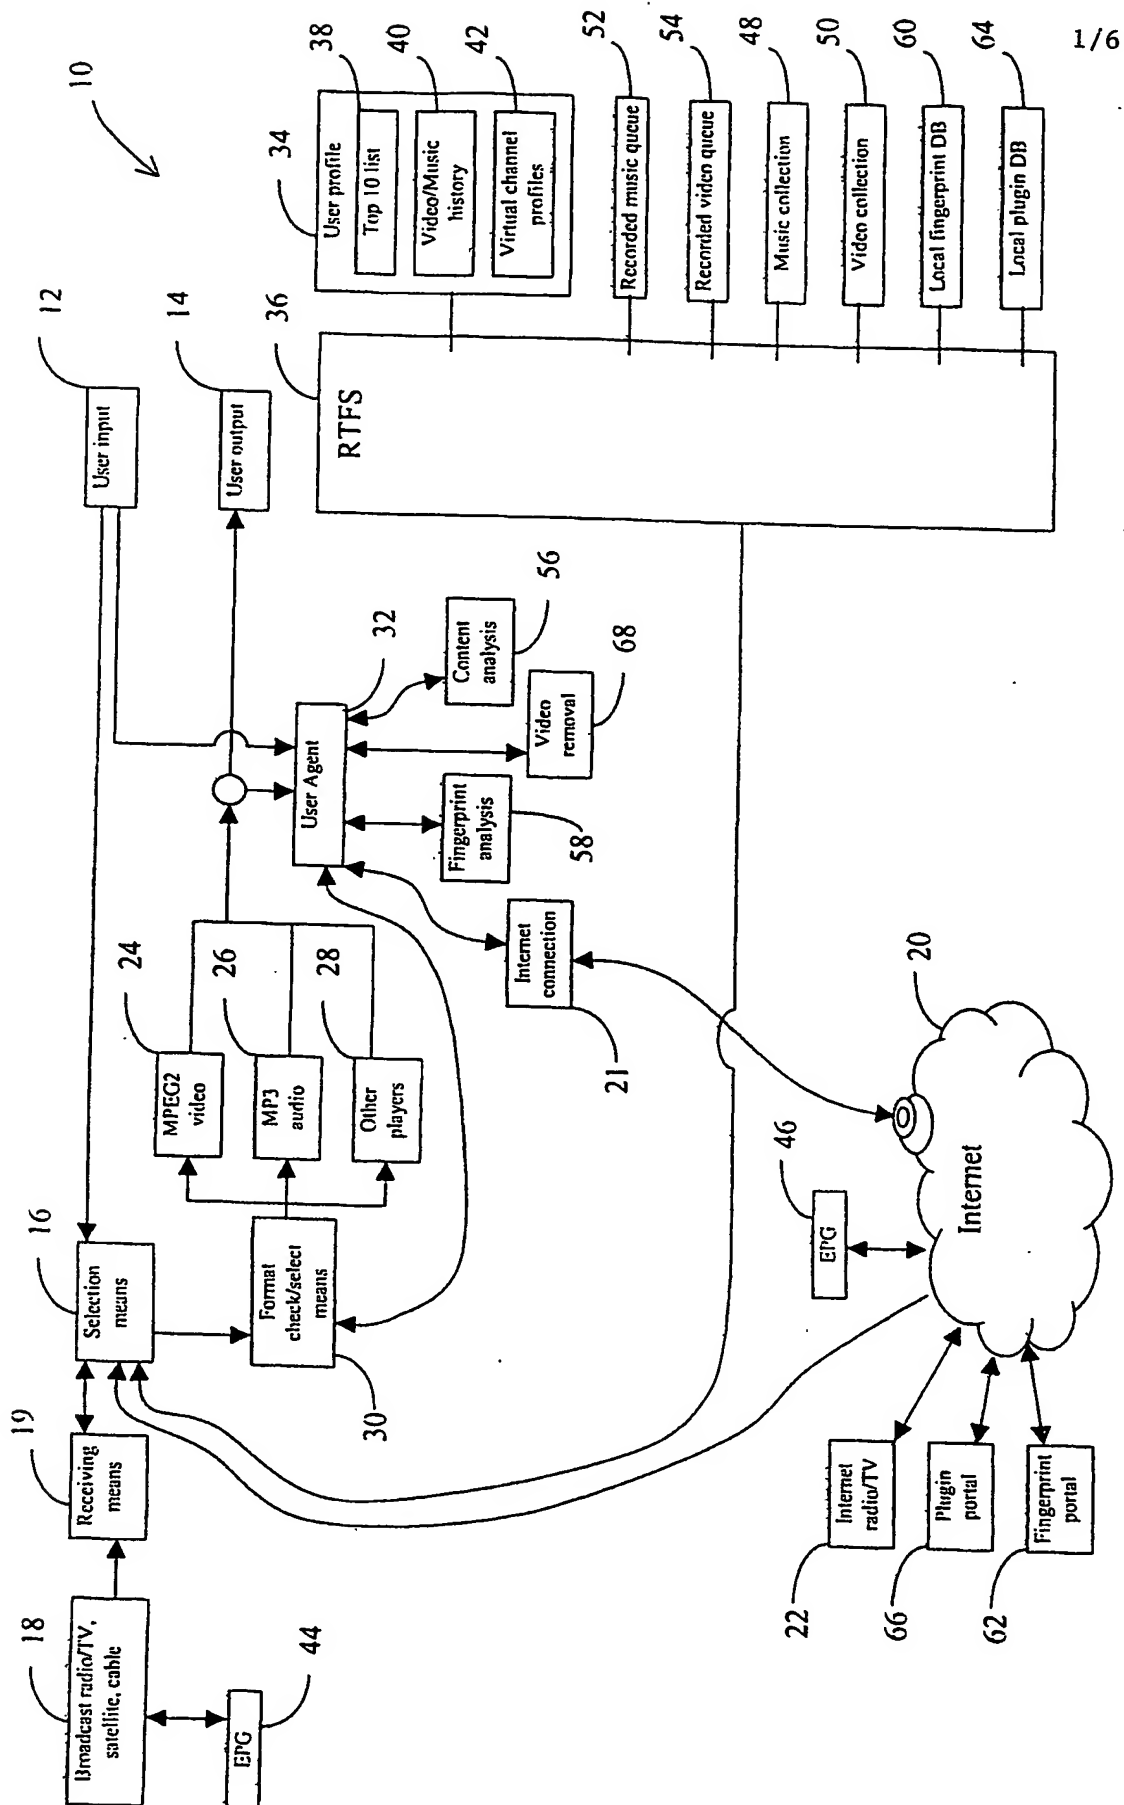 1/6
10
12
User input
14
User output
16
Selection
means
18
Broadcast radio/TV,
satellite, cable
19
Receiving
means
44
EPG
24
MPEG2
video
26
MP3
audio
28
Other
players
30
Format
check/select
means
32
User Agent
56
Content
analysis
68
Video
removal
58
Fingerprint
analysis
21
Internet
connection
20
Internet
46
EPG
22
Internet
radio/TV
66
Plugin
portal
62
Fingerprint
portal
36
RTFS
34
User profile
38
Top 10 list
40
Video/Music
history
42
Virtual channel
profiles
52
Recorded music queue
54
Recorded video queue
48
Music collection
50
Video collection
60
Local fingerprint DB
64
Local plugin DB